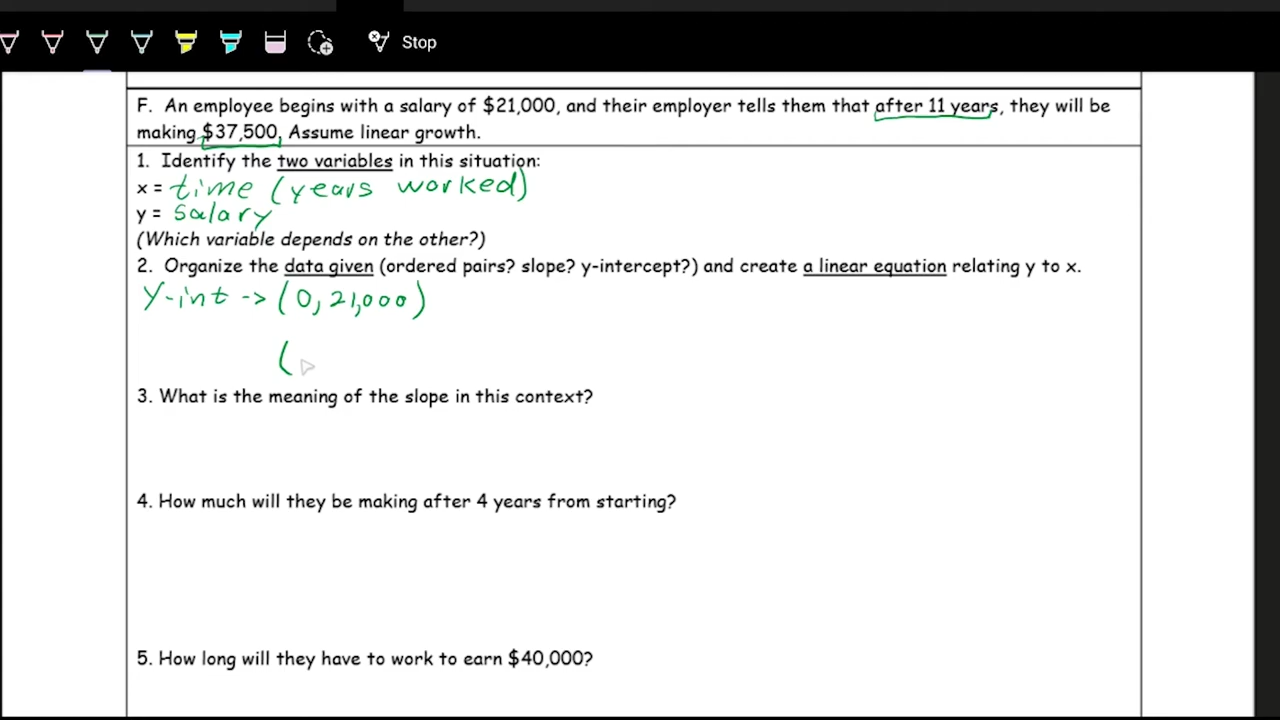 Stop
F. An employee begins with a salary of $21,000, and their employer tells them that after 11 years, they will be
making $37,500. Assume linear growth.
1. Identify the two variables in this situation:
x = time (years worked)
y = salary
(Which variable depends on the other?)
2. Organize the data given (ordered pairs? slope? y-intercept?) and create a linear equation relating y to x.
Y-int -> (0, 21,000)
(
3. What is the meaning of the slope in this context?
4. How much will they be making after 4 years from starting?
5. How long will they have to work to earn $40,000?